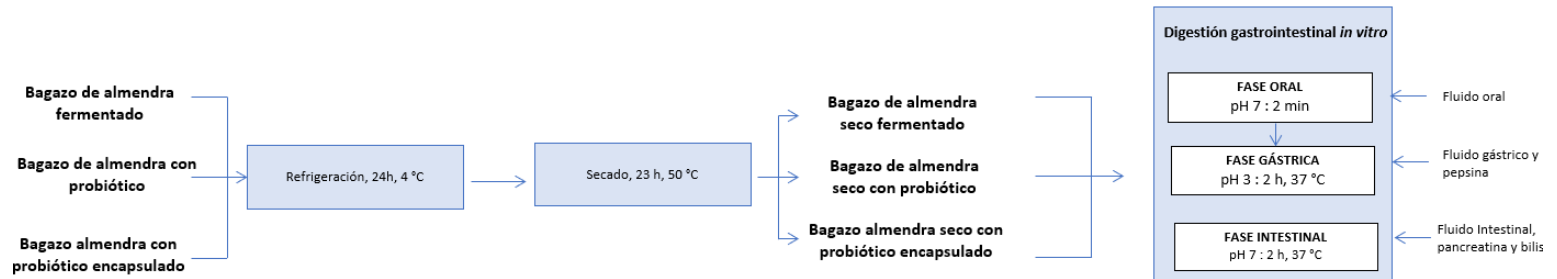 Bagazo de almendra
fermentado
Bagazo de almendra con
probiótico
Bagazo almendra con
probiótico encapsulado
Refrigeración, 24h, 4 °C
Secado, 23 h, 50 °C
Bagazo de almendra
seco fermentado
Bagazo de almendra
seco con probiótico
Bagazo almendra seco con
probiótico encapsulado
Digestión gastrointestinal in vitro
FASE ORAL
pH 7 : 2 min
FASE GÁSTRICA
pH 3 : 2 h, 37 °C
FASE INTESTINAL
pH 7 : 2 h, 37 °C
Fluido oral
Fluido gástrico y
pepsina
Fluido Intestinal,
pancreatina y bilis